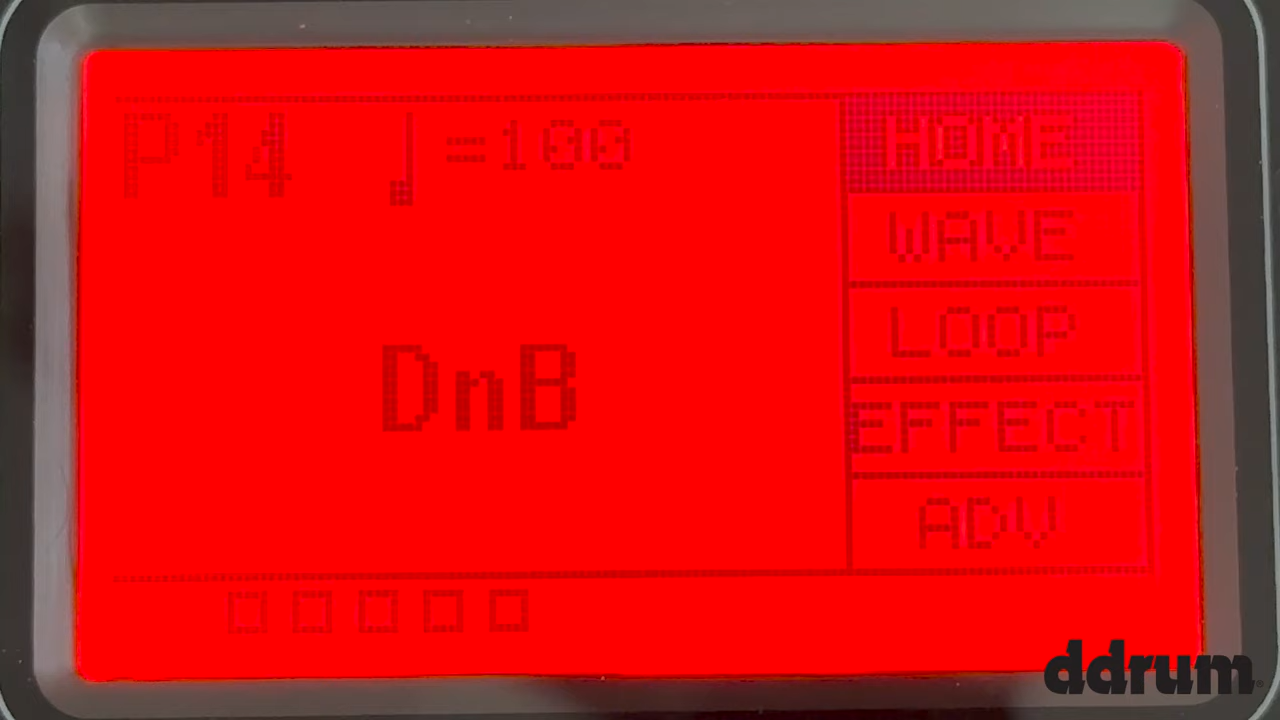 P14 ♩=100
HOME
WAVE
LOOP
EFFECT
ADV
DnB
ddrum®